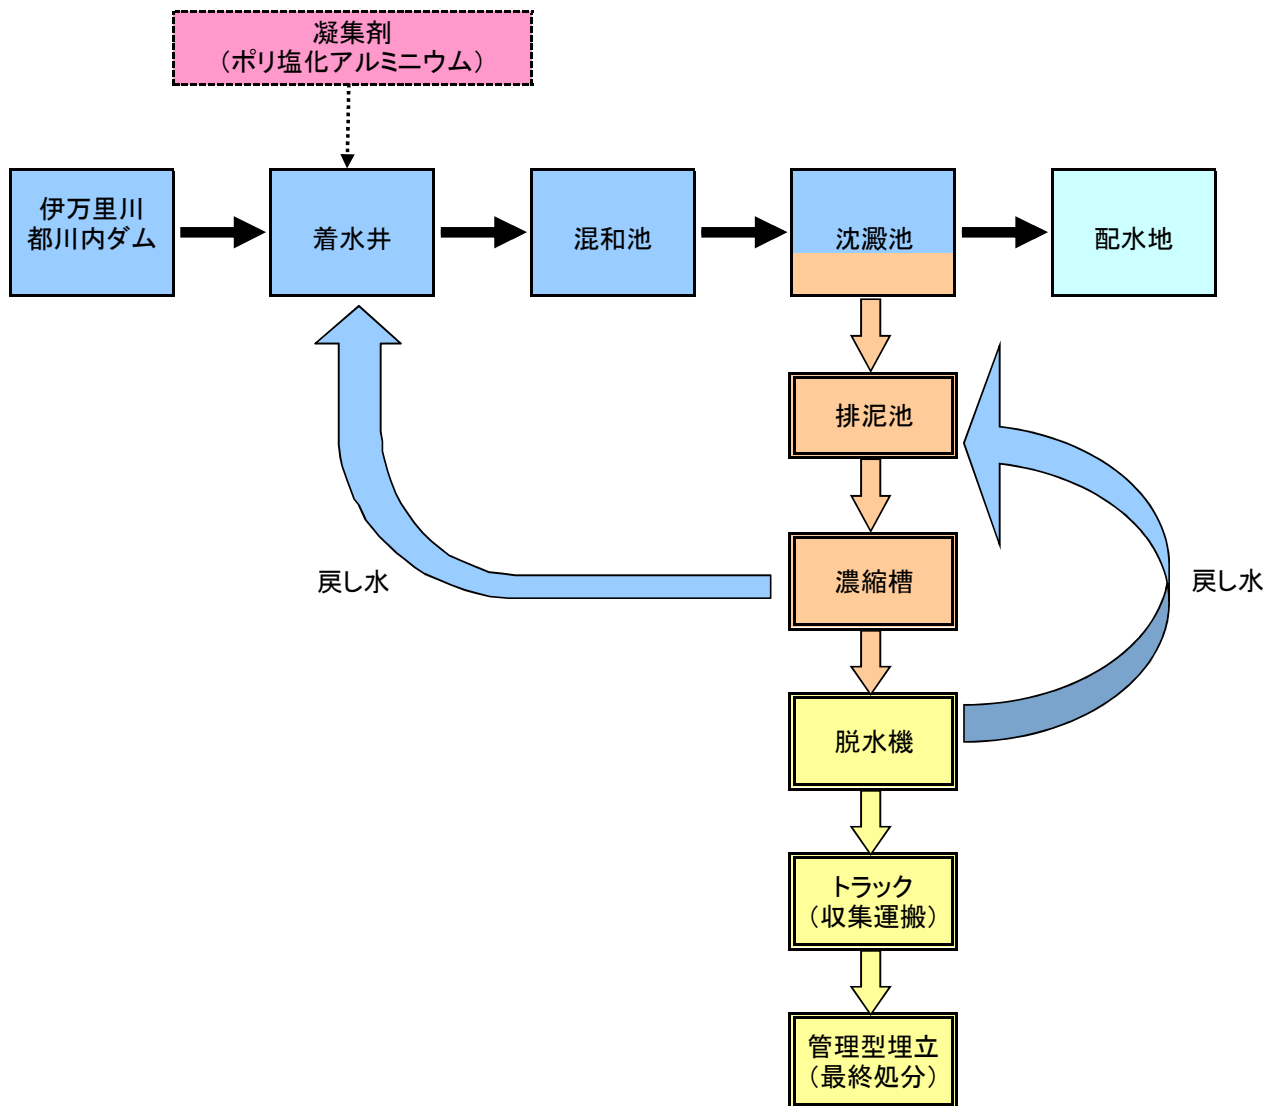 凝集剤
（ポリ塩化アルミニウム）
伊万里川
都川内ダム
着水井
混和池
沈澱池
配水地
排泥池
濃縮槽
戻し水
戻し水
脱水機
トラック
（収集運搬）
管理型埋立
（最終処分）